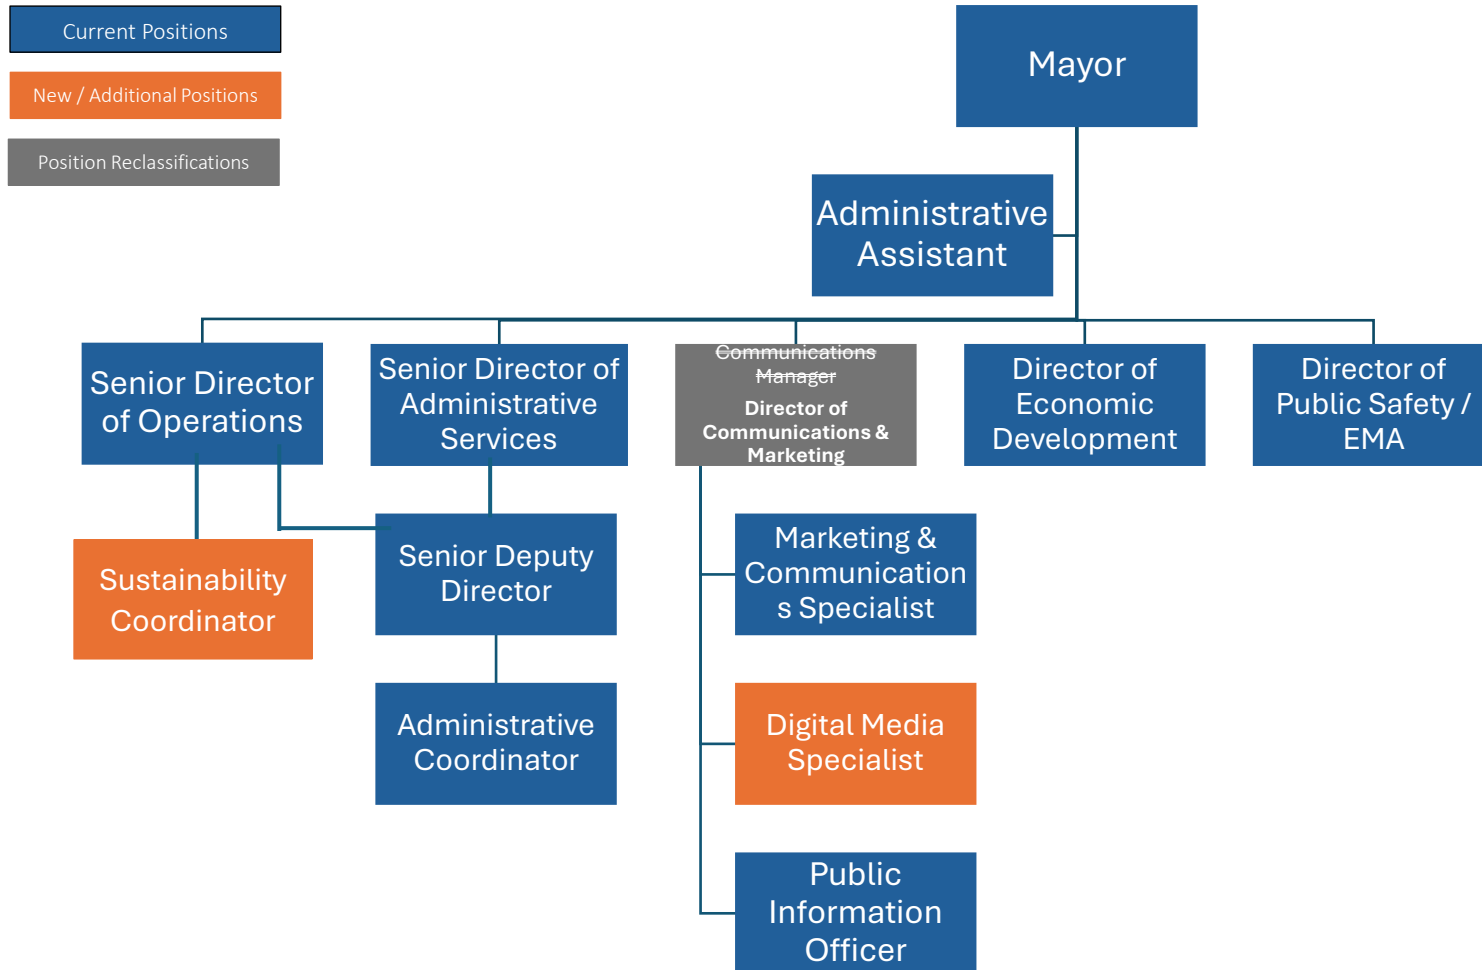 Current Positions
New / Additional Positions
Position Reclassifications
Mayor
Administrative
Assistant
Senior Director
of Operations
Senior Director of
Administrative
Services
Communications
Manager
Director of
Communications &
Marketing
Director of
Economic
Development
Director of
Public Safety /
EMA
Sustainability
Coordinator
Senior Deputy
Director
Administrative
Coordinator
Marketing &
Communication
s Specialist
Digital Media
Specialist
Public
Information
Officer